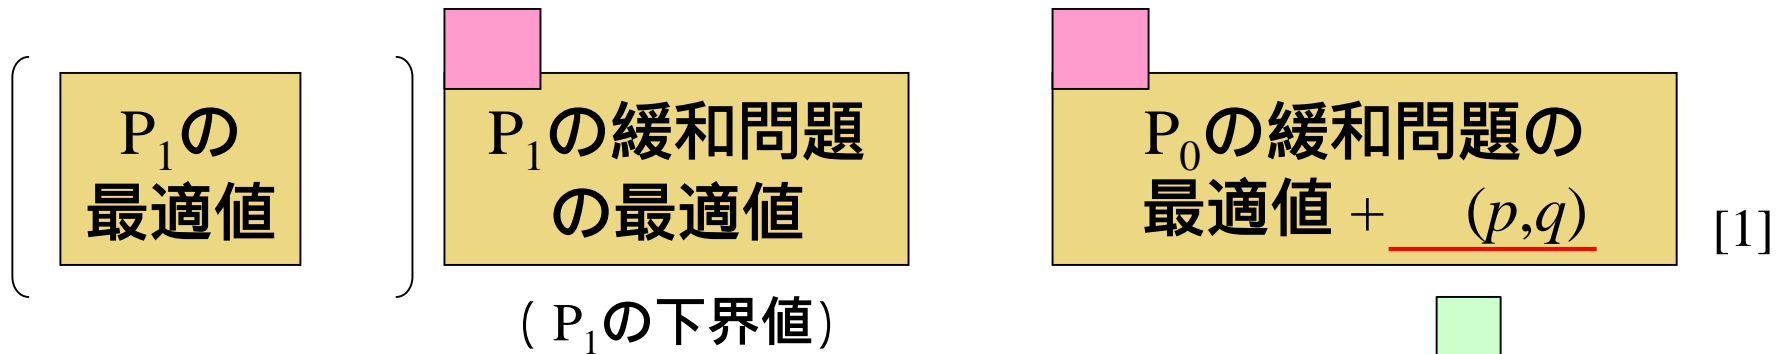 P₁の
最適値
P₁の緩和問題
の最適値
P₀の緩和問題の
最適値 + (p,q)
[1]
( P₁の下界値)